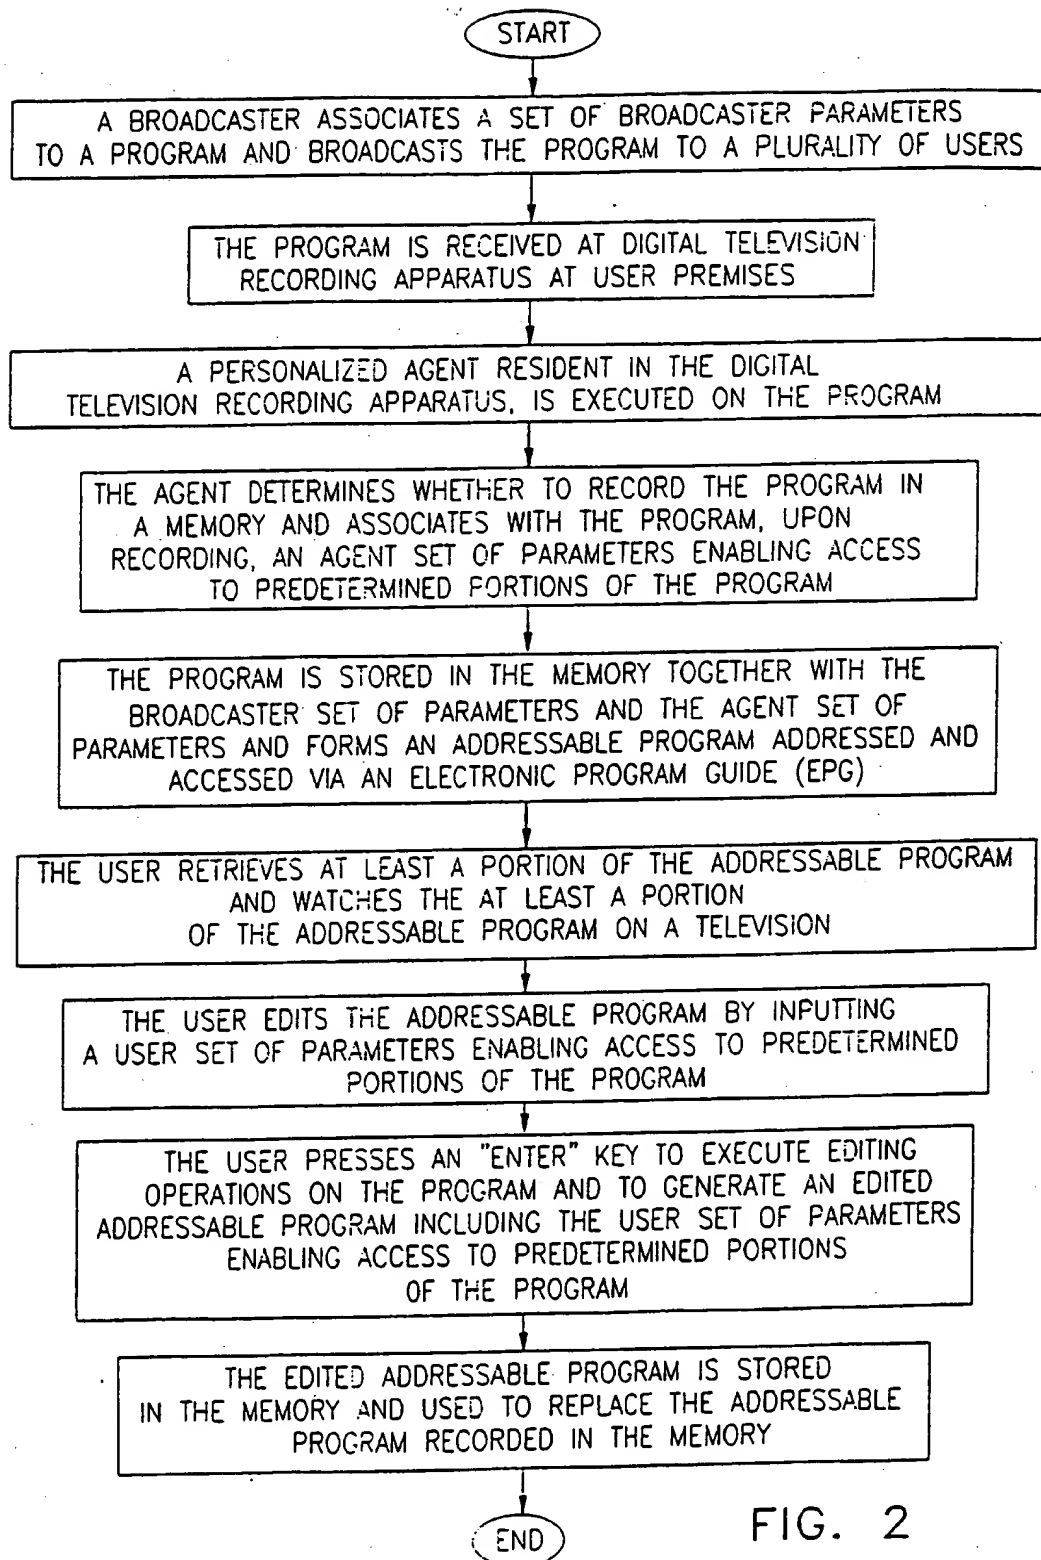 START
A BROADCASTER ASSOCIATES A SET OF BROADCASTER PARAMETERS
TO A PROGRAM AND BROADCASTS THE PROGRAM TO A PLURALITY OF USERS
THE PROGRAM IS RECEIVED AT DIGITAL TELEVISION
RECORDING APPARATUS AT USER PREMISES
A PERSONALIZED AGENT RESIDENT IN THE DIGITAL
TELEVISION RECORDING APPARATUS, IS EXECUTED ON THE PROGRAM
THE AGENT DETERMINES WHETHER TO RECORD THE PROGRAM IN
A MEMORY AND ASSOCIATES WITH THE PROGRAM, UPON
RECORDING, AN AGENT SET OF PARAMETERS ENABLING ACCESS
TO PREDETERMINED PORTIONS OF THE PROGRAM
THE PROGRAM IS STORED IN THE MEMORY TOGETHER WITH THE
BROADCASTER SET OF PARAMETERS AND THE AGENT SET OF
PARAMETERS AND FORMS AN ADDRESSABLE PROGRAM ADDRESSED AND
ACCESSED VIA AN ELECTRONIC PROGRAM GUIDE (EPG)
THE USER RETRIEVES AT LEAST A PORTION OF THE ADDRESSABLE PROGRAM
AND WATCHES THE AT LEAST A PORTION
OF THE ADDRESSABLE PROGRAM ON A TELEVISION
THE USER EDITS THE ADDRESSABLE PROGRAM BY INPUTTING
A USER SET OF PARAMETERS ENABLING ACCESS TO PREDETERMINED
PORTIONS OF THE PROGRAM
THE USER PRESSES AN "ENTER" KEY TO EXECUTE EDITING
OPERATIONS ON THE PROGRAM AND TO GENERATE AN EDITED
ADDRESSABLE PROGRAM INCLUDING THE USER SET OF PARAMETERS
ENABLING ACCESS TO PREDETERMINED PORTIONS
OF THE PROGRAM
THE EDITED ADDRESSABLE PROGRAM IS STORED
IN THE MEMORY AND USED TO REPLACE THE ADDRESSABLE
PROGRAM RECORDED IN THE MEMORY
END
FIG. 2